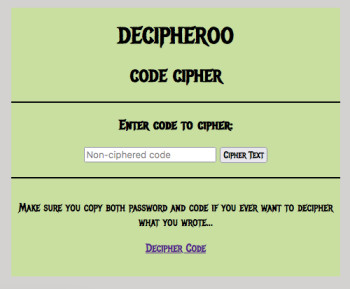 DECIPHEROO
CODE CIPHER
Enter code to cipher:
Non-ciphered code Cipher Text
Make sure you copy both password and code if you ever want to decipher
what you wrote...
Decipher Code